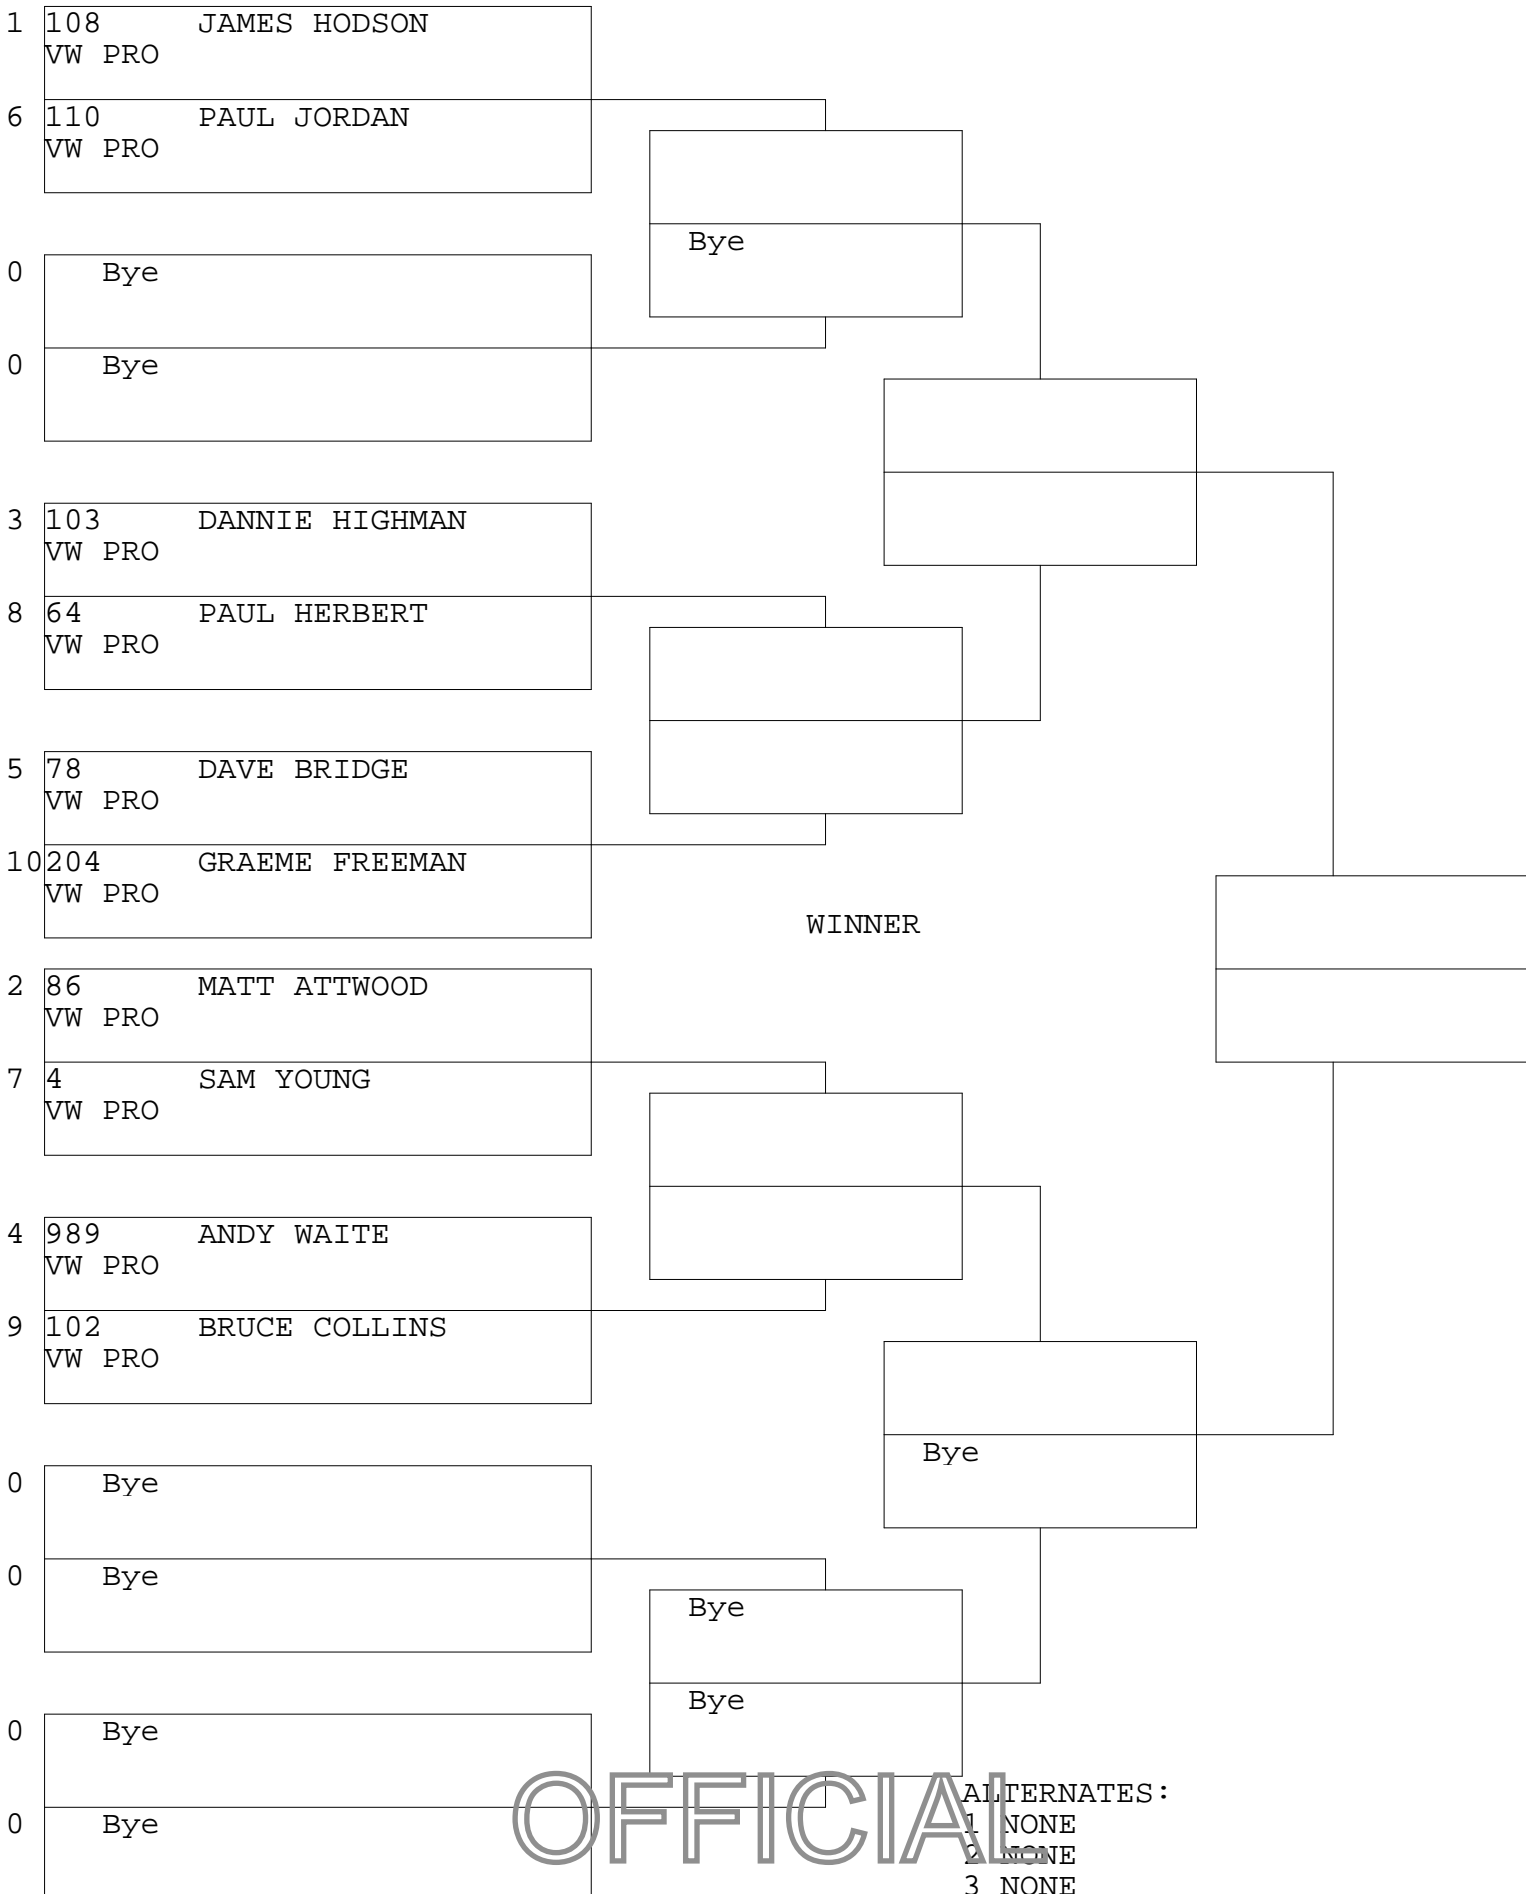 1 108 JAMES HODSON
VW PRO
6 110 PAUL JORDAN
VW PRO
Bye
0 Bye
0 Bye
3 103 DANNIE HIGHMAN
VW PRO
8 64 PAUL HERBERT
VW PRO
5 78 DAVE BRIDGE
VW PRO
10 204 GRAEME FREEMAN
VW PRO
WINNER
2 86 MATT ATTWOOD
VW PRO
7 4 SAM YOUNG
VW PRO
4 989 ANDY WAITE
VW PRO
9 102 BRUCE COLLINS
VW PRO
Bye
0 Bye
0 Bye
Bye
Bye
0 Bye
0 Bye
OFFICIAL
ALTERNATES:
1 NONE
2 NONE
3 NONE